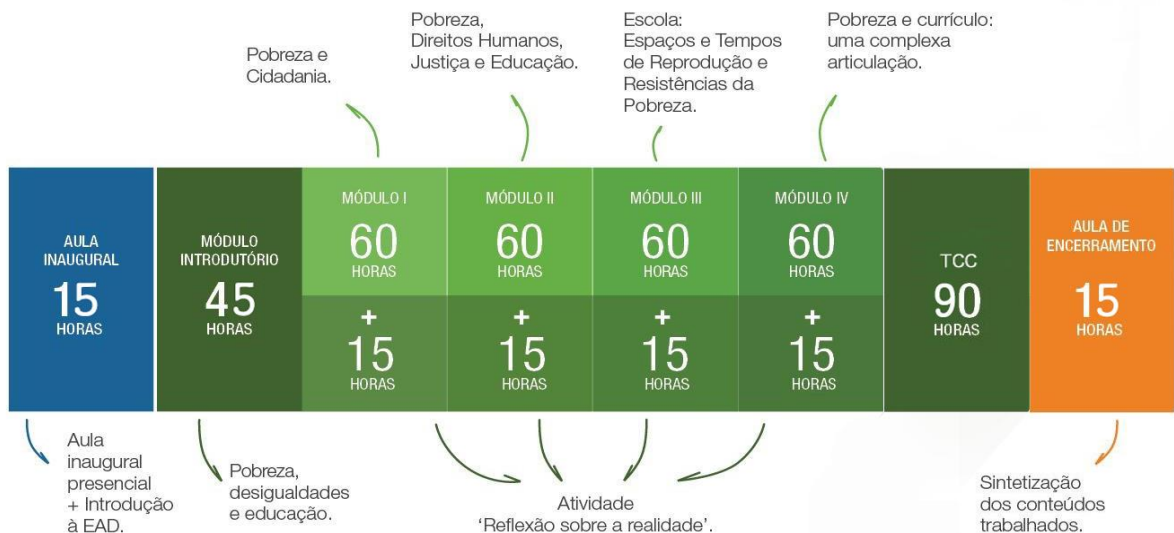 Pobreza e
Cidadania.
Pobreza,
Direitos Humanos,
Justiça e Educação.
Escola:
Espaços e Tempos
de Reprodução e
Resistências da
Pobreza.
Pobreza e currículo:
uma complexa
articulação.
AULA
INAUGURAL
15
HORAS
MÓDULO
INTRODUTÓRIO
45
HORAS
MÓDULO I
60
HORAS
+
15
HORAS
MÓDULO II
60
HORAS
+
15
HORAS
MÓDULO III
60
HORAS
+
15
HORAS
MÓDULO IV
60
HORAS
+
15
HORAS
TCC
90
HORAS
AULA DE
ENCERRAMENTO
15
HORAS
Aula
inaugural
presencial
+ Introdução
à EAD.
Pobreza,
desigualdades
e educação.
Atividade
‘Reflexão sobre a realidade’.
Sintetização
dos conteúdos
trabalhados.